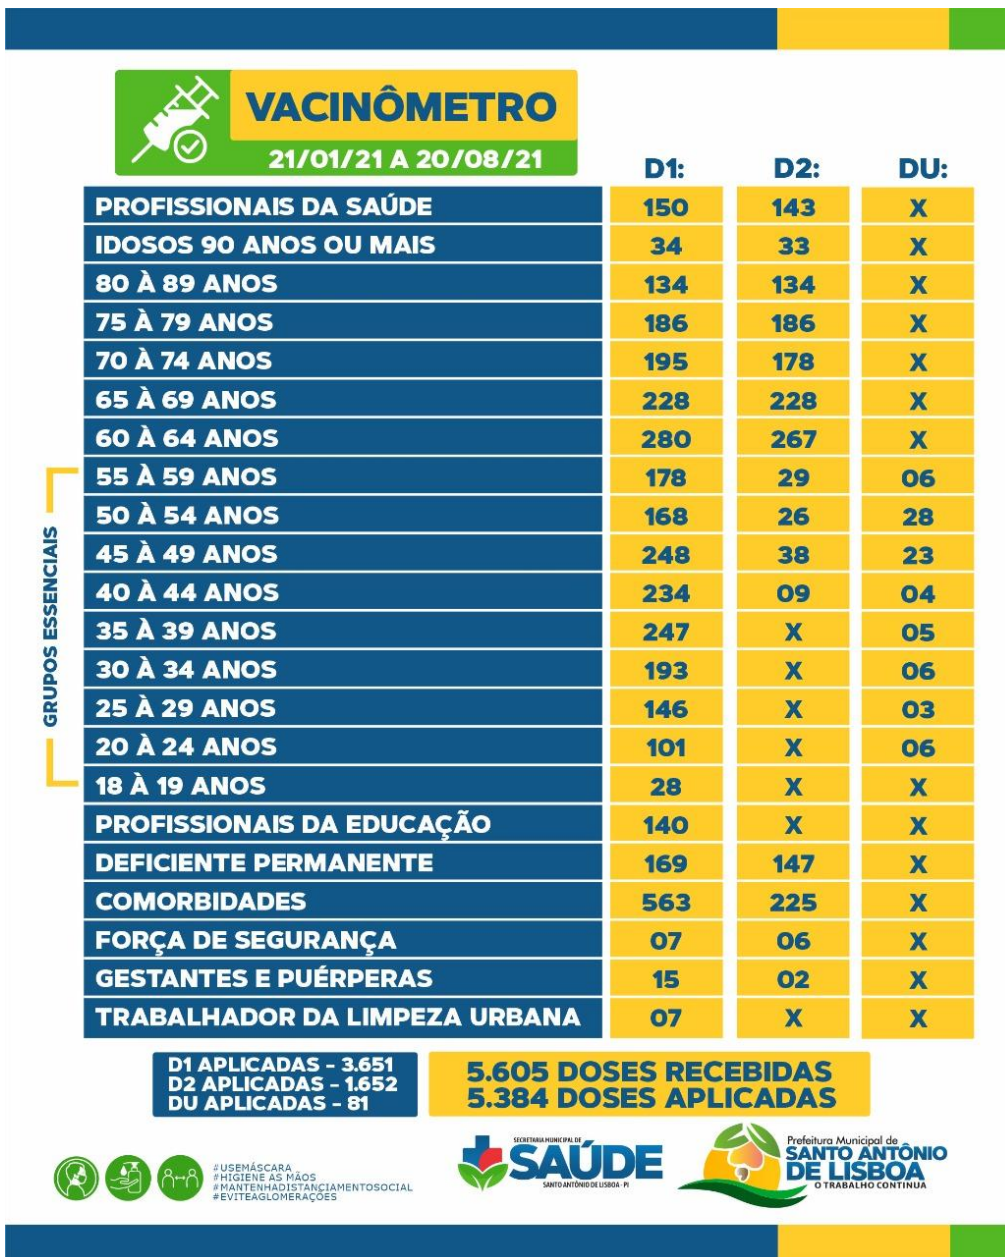 VACINÔMETRO
21/01/21 A 20/08/21
D1: D2: DU:
PROFISSIONAIS DA SAÚDE 150 143 X
IDOSOS 90 ANOS OU MAIS 34 33 X
80 À 89 ANOS 134 134 X
75 À 79 ANOS 186 186 X
70 À 74 ANOS 195 178 X
65 À 69 ANOS 228 228 X
60 À 64 ANOS 280 267 X
GRUPOS ESSENCIAIS
55 À 59 ANOS 178 29 06
50 À 54 ANOS 168 26 28
45 À 49 ANOS 248 38 23
40 À 44 ANOS 234 09 04
35 À 39 ANOS 247 X 05
30 À 34 ANOS 193 X 06
25 À 29 ANOS 146 X 03
20 À 24 ANOS 101 X 06
18 À 19 ANOS 28 X X
PROFISSIONAIS DA EDUCAÇÃO 140 X X
DEFICIENTE PERMANENTE 169 147 X
COMORBIDADES 563 225 X
FORÇA DE SEGURANÇA 07 06 X
GESTANTES E PUÉRPERAS 15 02 X
TRABALHADOR DA LIMPEZA URBANA 07 X X
D1 APLICADAS - 3.651
D2 APLICADAS - 1.652
DU APLICADAS - 81
5.605 DOSES RECEBIDAS
5.384 DOSES APLICADAS
#USEMÁSCARA
#HIGIENE AS MÃOS
#MANTENHADISTANCIAMENTOSOCIAL
#EVITEAGLOMERAÇÕES
SECRETARIA MUNICIPAL DE
SAÚDE
SANTO ANTÔNIO DE LISBOA - PI
Prefeitura Municipal de
SANTO ANTÔNIO
DE LISBOA
O TRABALHO CONTINUA